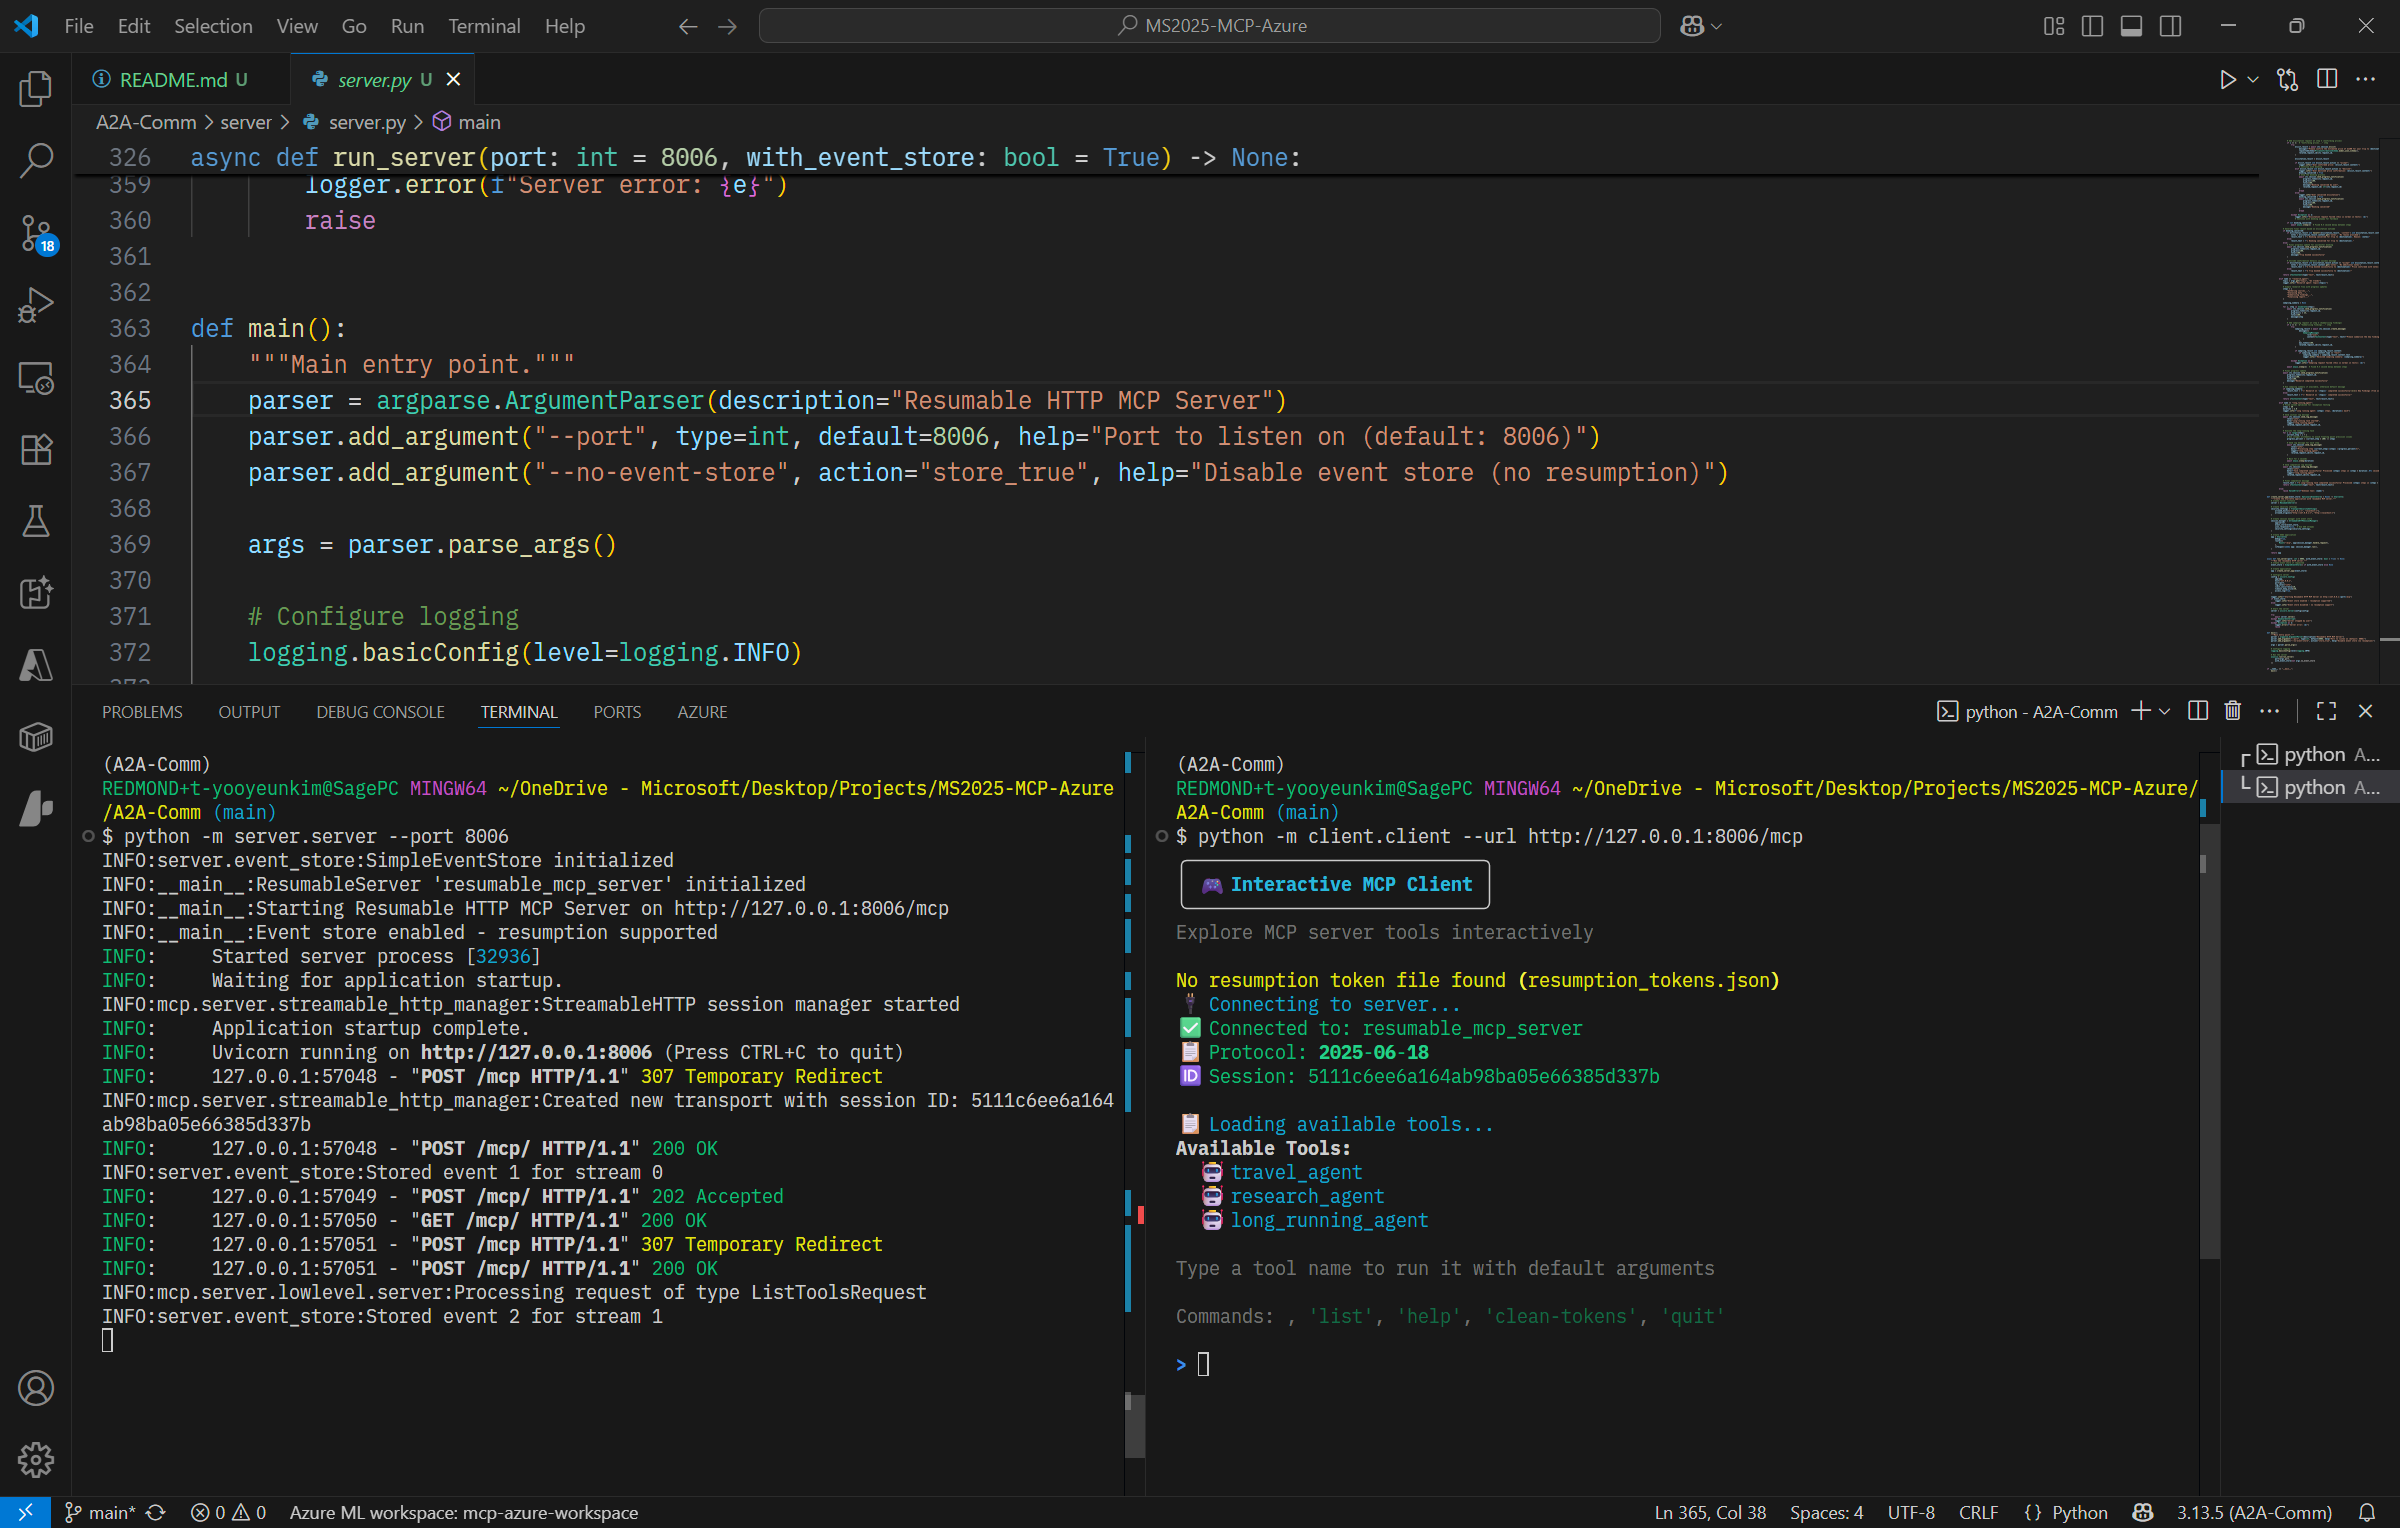 File Edit Selection View Go Run Terminal Help
MS2025-MCP-Azure
README.md U
server.py U
A2A-Comm > server > server.py > main
326 async def run_server(port: int = 8006, with_event_store: bool = True) -> None:
359 logger.error(f"Server error: {e}")
360 raise
361
362
363 def main():
364 """Main entry point."""
365 parser = argparse.ArgumentParser(description="Resumable HTTP MCP Server")
366 parser.add_argument("--port", type=int, default=8006, help="Port to listen on (default: 8006)")
367 parser.add_argument("--no-event-store", action="store_true", help="Disable event store (no resumption)")
368
369 args = parser.parse_args()
370
371 # Configure logging
372 logging.basicConfig(level=logging.INFO)
18
PROBLEMS OUTPUT DEBUG CONSOLE TERMINAL PORTS AZURE
python - A2A-Comm
(A2A-Comm)
REDMOND+t-yooyeunkim@SagePC MINGW64 ~/OneDrive - Microsoft/Desktop/Projects/MS2025-MCP-Azure
/A2A-Comm (main)
$ python -m server.server --port 8006
INFO:server.event_store:SimpleEventStore initialized
INFO:__main__:ResumableServer 'resumable_mcp_server' initialized
INFO:__main__:Starting Resumable HTTP MCP Server on http://127.0.0.1:8006/mcp
INFO:__main__:Event store enabled - resumption supported
INFO: Started server process [32936]
INFO: Waiting for application startup.
INFO:mcp.server.streamable_http_manager:StreamableHTTP session manager started
INFO: Application startup complete.
INFO: Uvicorn running on http://127.0.0.1:8006 (Press CTRL+C to quit)
INFO: 127.0.0.1:57048 - "POST /mcp HTTP/1.1" 307 Temporary Redirect
INFO:mcp.server.streamable_http_manager:Created new transport with session ID: 5111c6ee6a164
ab98ba05e66385d337b
INFO: 127.0.0.1:57048 - "POST /mcp/ HTTP/1.1" 200 OK
INFO:server.event_store:Stored event 1 for stream 0
INFO: 127.0.0.1:57049 - "POST /mcp/ HTTP/1.1" 202 Accepted
INFO: 127.0.0.1:57050 - "GET /mcp/ HTTP/1.1" 200 OK
INFO: 127.0.0.1:57051 - "POST /mcp HTTP/1.1" 307 Temporary Redirect
INFO: 127.0.0.1:57051 - "POST /mcp/ HTTP/1.1" 200 OK
INFO:mcp.server.lowlevel.server:Processing request of type ListToolsRequest
INFO:server.event_store:Stored event 2 for stream 1
(A2A-Comm)
REDMOND+t-yooyeunkim@SagePC MINGW64 ~/OneDrive - Microsoft/Desktop/Projects/MS2025-MCP-Azure/
A2A-Comm (main)
$ python -m client.client --url http://127.0.0.1:8006/mcp
🎮 Interactive MCP Client
Explore MCP server tools interactively
No resumption token file found (resumption_tokens.json)
🔌 Connecting to server...
✅ Connected to: resumable_mcp_server
📋 Protocol: 2025-06-18
🆔 Session: 5111c6ee6a164ab98ba05e66385d337b
📋 Loading available tools...
Available Tools:
🤖 travel_agent
🤖 research_agent
🤖 long_running_agent
Type a tool name to run it with default arguments
Commands: , 'list', 'help', 'clean-tokens', 'quit'
>
python A...
python A...
main* 0 0 Azure ML workspace: mcp-azure-workspace
Ln 365, Col 38 Spaces: 4 UTF-8 CRLF {} Python 3.13.5 (A2A-Comm)